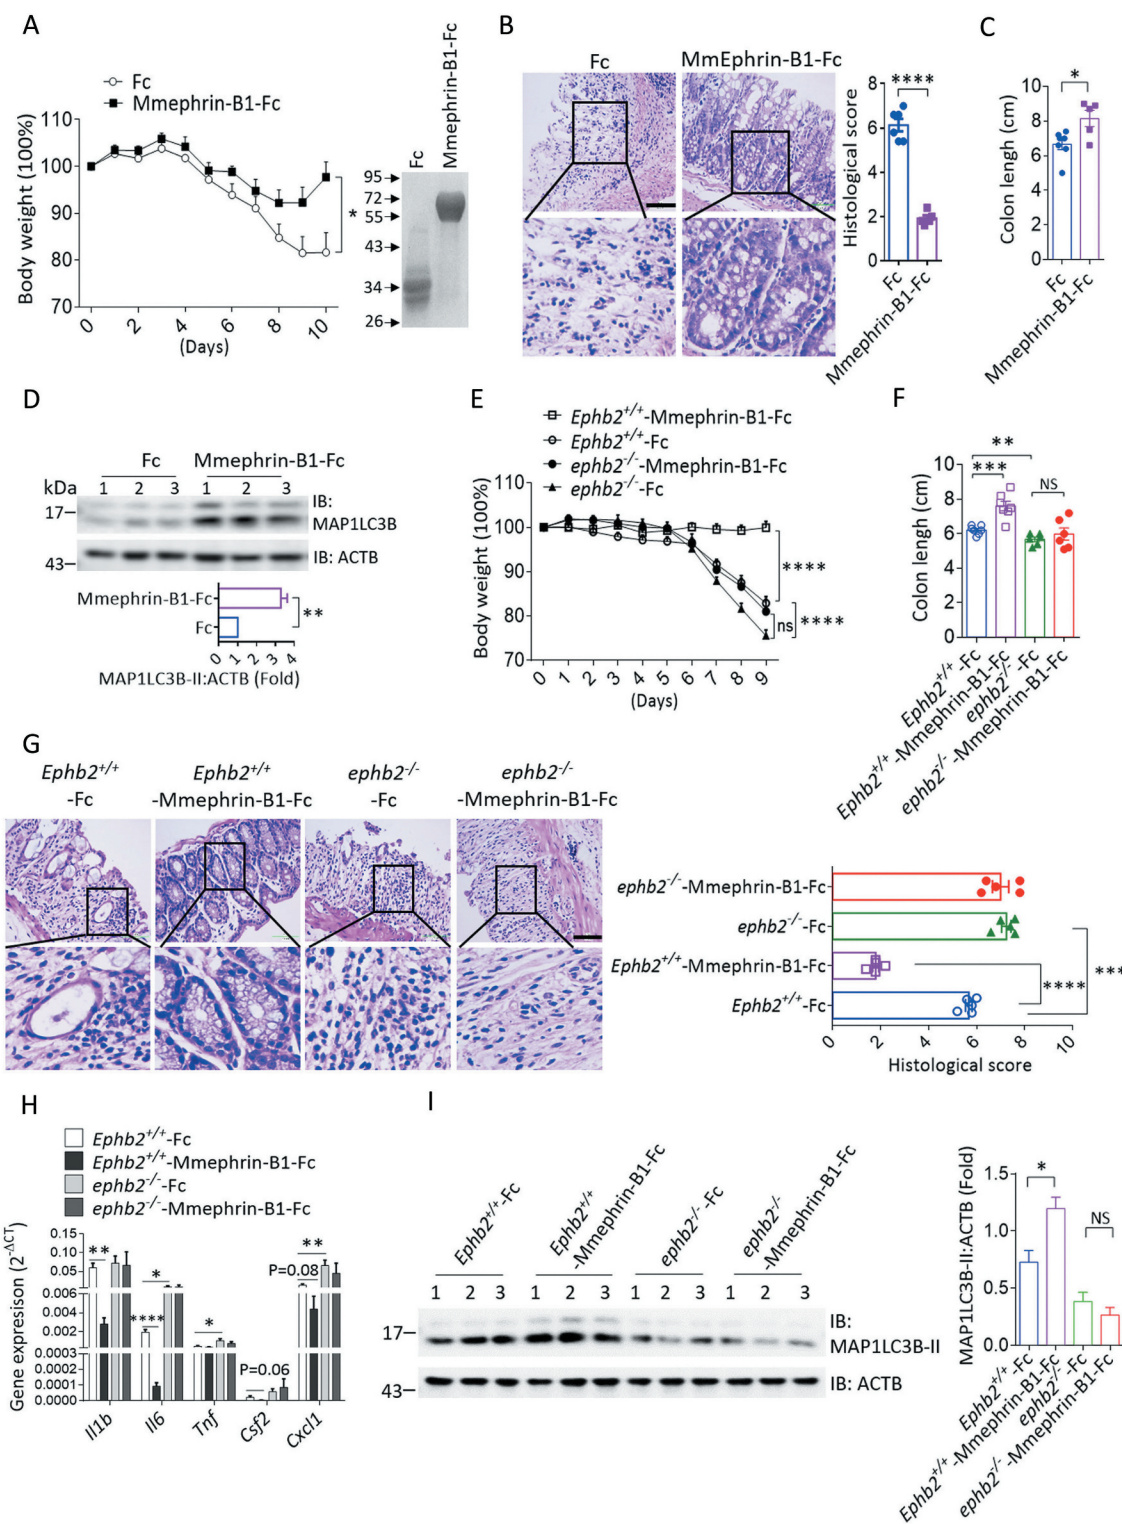 A
Fc
Mmephrin-B1-Fc
Body weight (100%)
110
100
90
80
70
0
2
4
6
8
10
(Days)
*
Fc
Mmephrin-B1-Fc
95
72
55
43
34
26
B
Fc
MmEphrin-B1-Fc
Histological score
8
6
4
2
0
****
Fc
Mmephrin-B1-Fc
C
Colon lengh (cm)
10
8
6
4
2
0
*
Fc
Mmephrin-B1-Fc
D
Fc
Mmephrin-B1-Fc
kDa
1 2 3 1 2 3
17
IB:
MAP1LC3B
43
IB: ACTB
Mmephrin-B1-Fc
Fc
**
0 1 2 3 4
MAP1LC3B-II:ACTB (Fold)
E
Ephb2+/+-Mmephrin-B1-Fc
Ephb2+/+-Fc
ephb2-/--Mmephrin-B1-Fc
ephb2-/--Fc
Body weight (100%)
110
100
90
80
70
0 1 2 3 4 5 6 7 8 9
(Days)
****
ns
****
F
Colon lengh (cm)
10
8
6
4
2
0
**
***
NS
Ephb2+/+-Fc
Ephb2+/+-Mmephrin-B1-Fc
ephb2-/--Fc
ephb2-/--Mmephrin-B1-Fc
G
Ephb2+/+
-Fc
Ephb2+/+
-Mmephrin-B1-Fc
ephb2-/-
-Fc
ephb2-/-
-Mmephrin-B1-Fc
ephb2-/--Mmephrin-B1-Fc
ephb2-/--Fc
Ephb2+/+-Mmephrin-B1-Fc
Ephb2+/+-Fc
****
***
0 2 4 6 8 10
Histological score
H
Ephb2+/+-Fc
Ephb2+/+-Mmephrin-B1-Fc
ephb2-/--Fc
ephb2-/--Mmephrin-B1-Fc
Gene expresison (2-ΔCT)
0.15
0.10
0.05
0.006
0.004
0.002
0.0003
0.0002
0.0001
0.0000
**
*
****
*
P=0.06
P=0.08
**
Il1b
Il6
Tnf
Csf2
Cxcl1
I
Ephb2+/+-Fc
Ephb2+/+
-Mmephrin-B1-Fc
ephb2-/--Fc
ephb2-/-
-Mmephrin-B1-Fc
1 2 3 1 2 3 1 2 3 1 2 3
17
IB:
MAP1LC3B-II
43
IB: ACTB
MAP1LC3B-II:ACTB (Fold)
1.5
1.0
0.5
0.0
*
NS
Ephb2+/+-Fc
Ephb2+/+-Mmephrin-B1-Fc
ephb2-/--Fc
ephb2-/--Mmephrin-B1-Fc